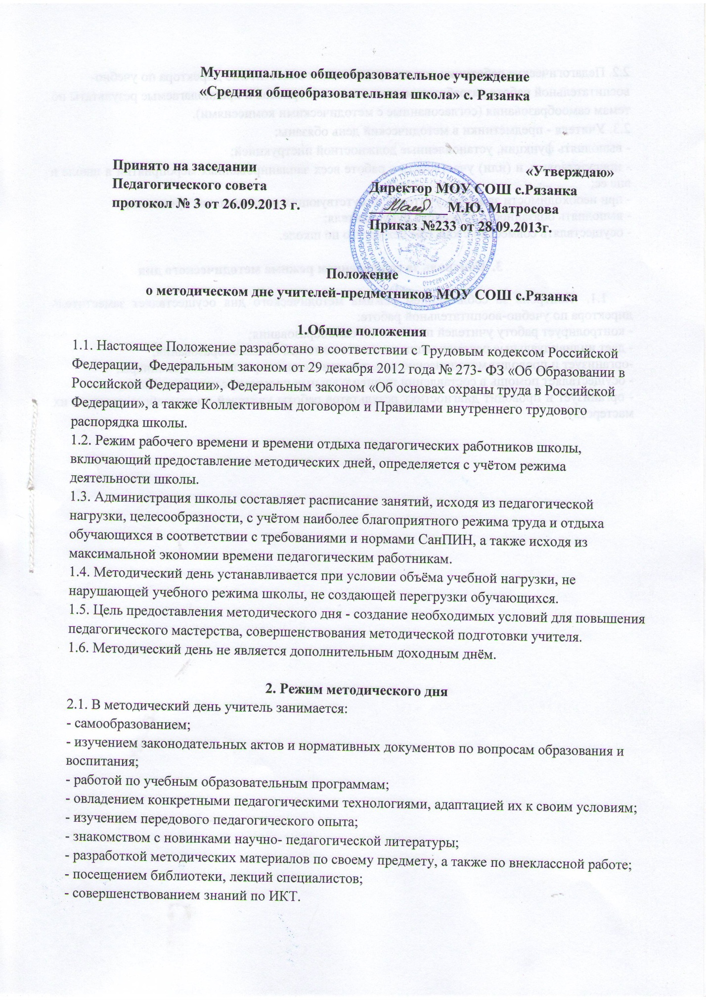 Муниципальное общеобразовательное учреждение
«Средняя общеобразовательная школа» с. Рязанка
Принято на заседании
Педагогического совета
протокол № 3 от 26.09.2013 г.
«Утверждаю»
Директор МОУ СОШ с.Рязанка
М.Ю. Матросова
Приказ №233 от 28.09.2013г.
Положение
о методическом дне учителей-предметников МОУ СОШ с.Рязанка
1.Общие положения
1.1. Настоящее Положение разработано в соответствии с Трудовым кодексом Российской
Федерации, Федеральным законом от 29 декабря 2012 года № 273- ФЗ «Об Образовании в
Российской Федерации», Федеральным законом «Об основах охраны труда в Российской
Федерации», а также Коллективным договором и Правилами внутреннего трудового
распорядка школы.
1.2. Режим рабочего времени и времени отдыха педагогических работников школы,
включающий предоставление методических дней, определяется с учётом режима
деятельности школы.
1.3. Администрация школы составляет расписание занятий, исходя из педагогической
нагрузки, целесообразности, с учётом наиболее благоприятного режима труда и отдыха
обучающихся в соответствии с требованиями и нормами СанПИН, а также исходя из
максимальной экономии времени педагогическим работникам.
1.4. Методический день устанавливается при условии объёма учебной нагрузки, не
нарушающей учебного режима школы, не создающей перегрузки обучающихся.
1.5. Цель предоставления методического дня - создание необходимых условий для повышения
педагогического мастерства, совершенствования методической подготовки учителя.
1.6. Методический день не является дополнительным доходным днём.
2. Режим методического дня
2.1. В методический день учитель занимается:
- самообразованием;
- изучением законодательных актов и нормативных документов по вопросам образования и
воспитания;
- работой по учебным образовательным программам;
- овладением конкретными педагогическими технологиями, адаптацией их к своим условиям;
- изучением передового педагогического опыта;
- знакомством с новинками научно- педагогической литературы;
- разработкой методических материалов по своему предмету, а также по внеклассной работе;
- посещением библиотеки, лекций специалистов;
- совершенствованием знаний по ИКТ.